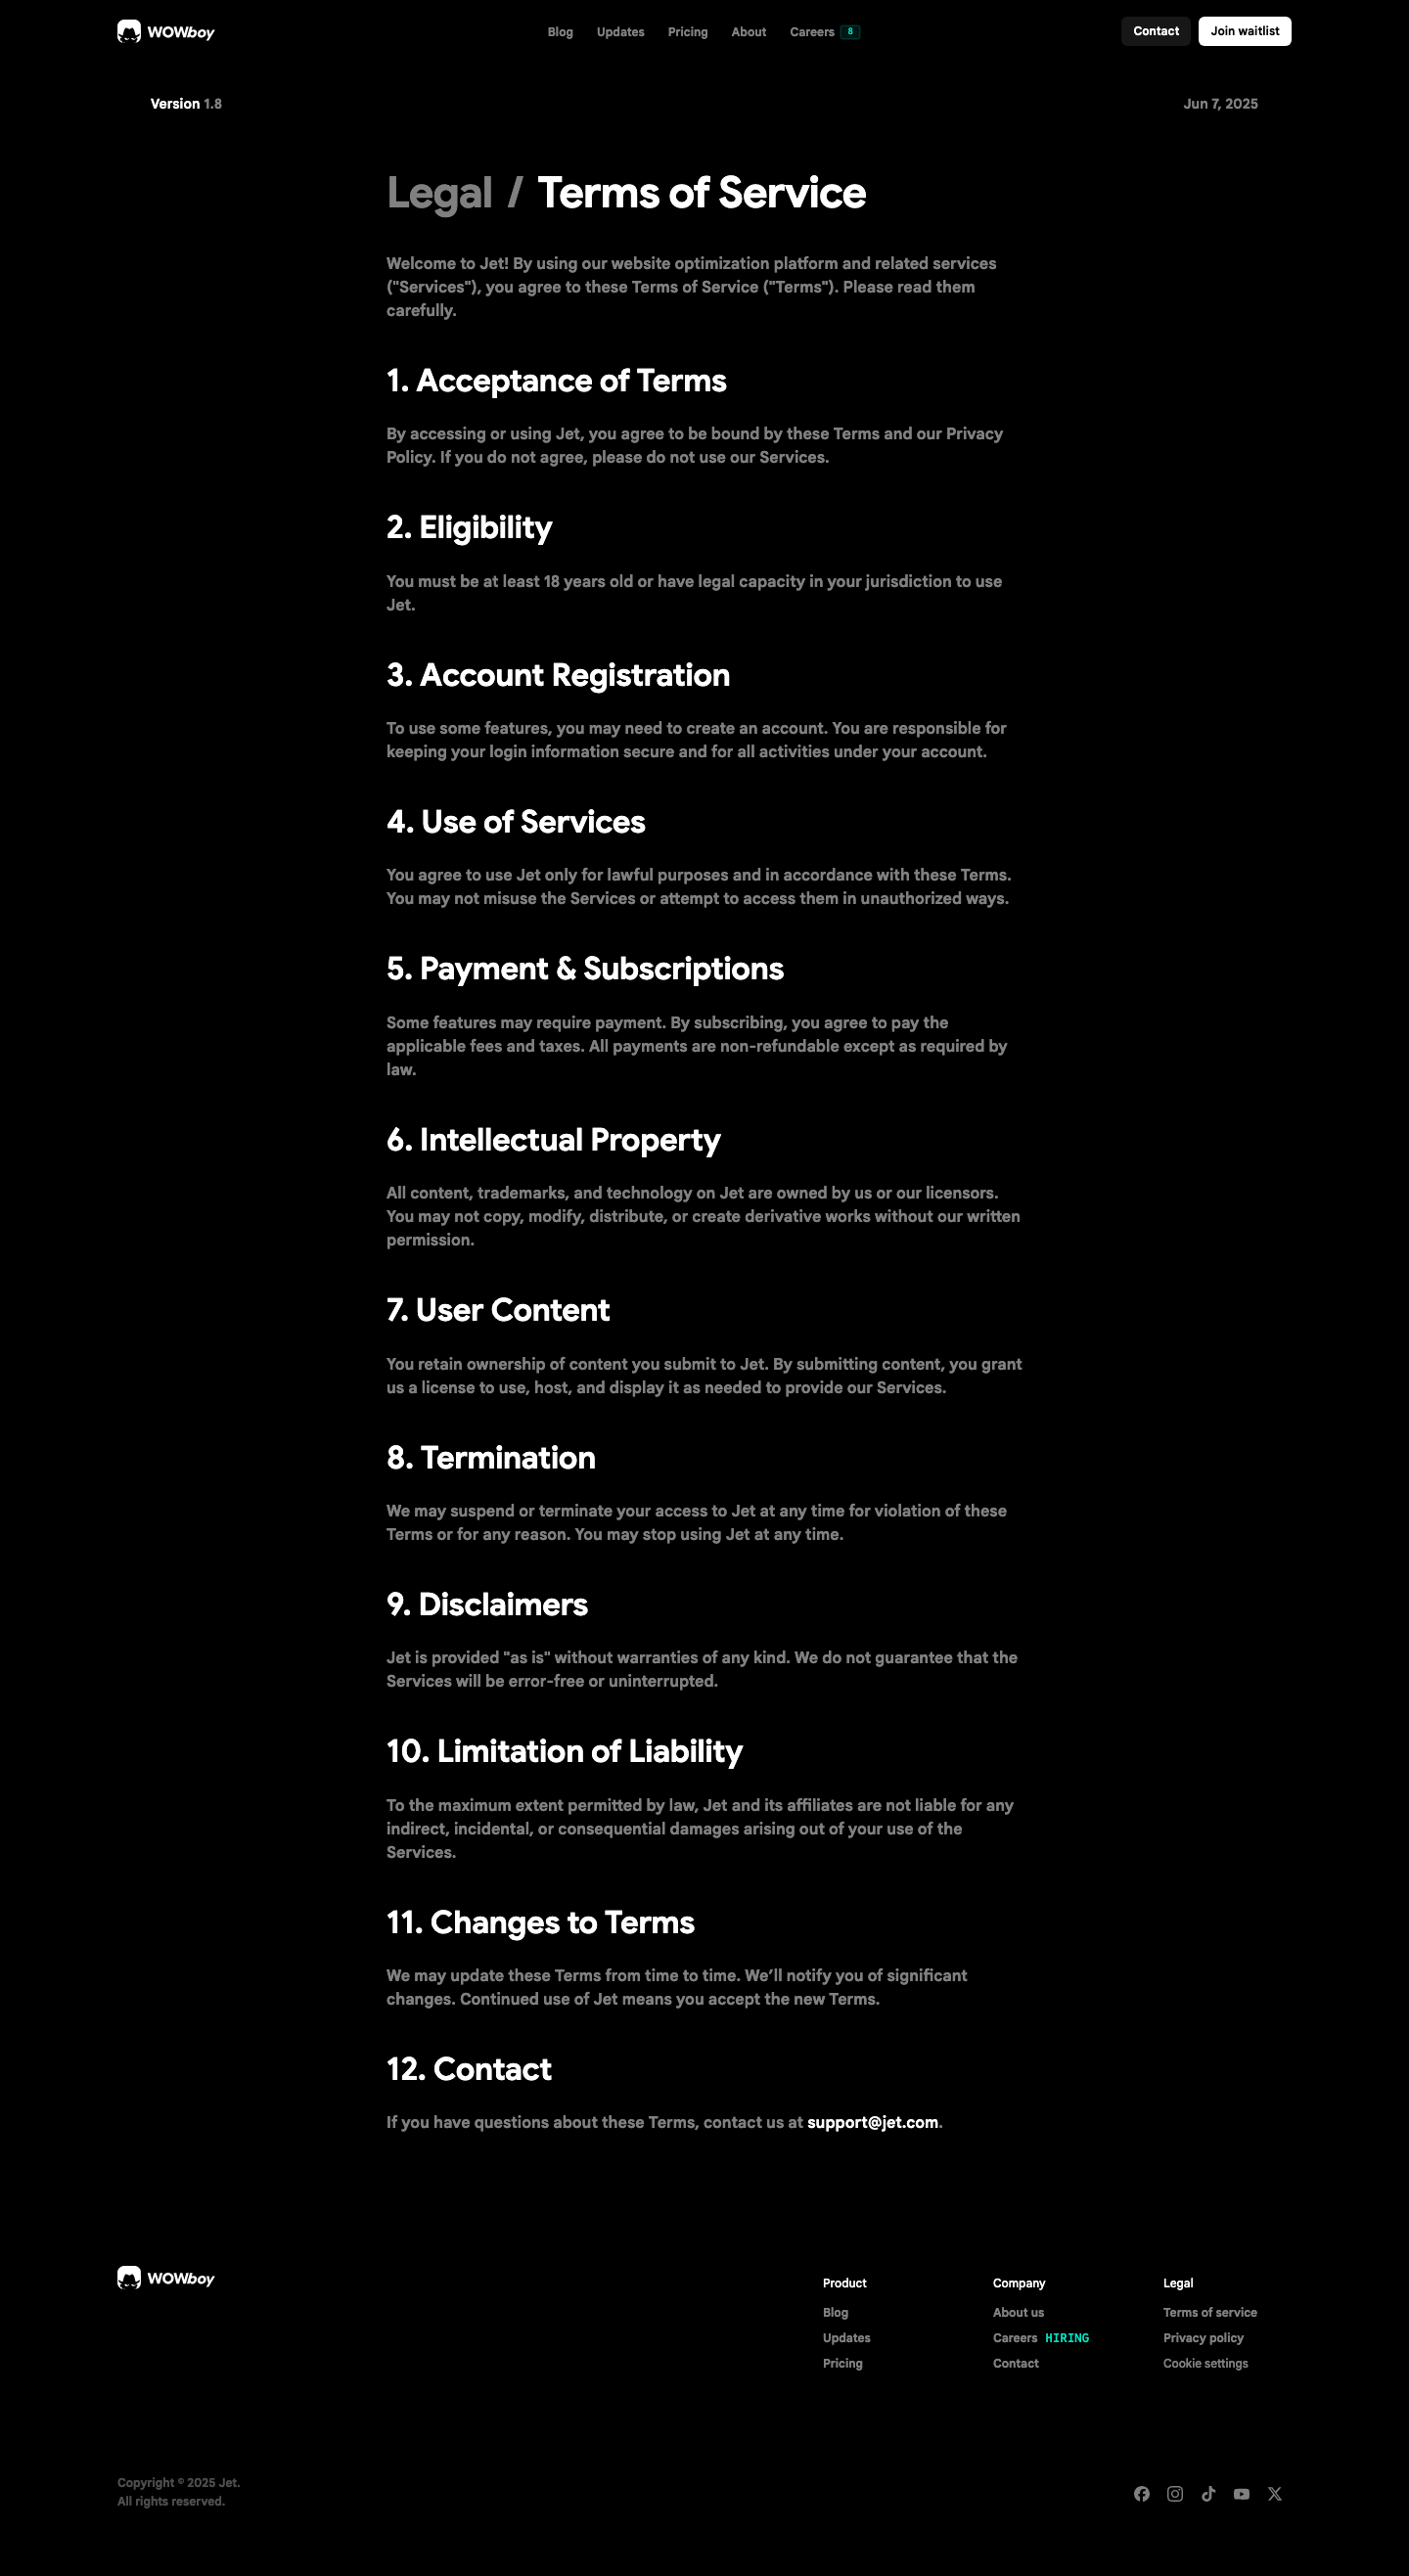 WOWboy
Blog Updates Pricing About Careers 8
Contact Join waitlist
Version 1.8
Jun 7, 2025
Legal / Terms of Service
Welcome to Jet! By using our website optimization platform and related services
("Services"), you agree to these Terms of Service ("Terms"). Please read them
carefully.
1. Acceptance of Terms
By accessing or using Jet, you agree to be bound by these Terms and our Privacy
Policy. If you do not agree, please do not use our Services.
2. Eligibility
You must be at least 18 years old or have legal capacity in your jurisdiction to use
Jet.
3. Account Registration
To use some features, you may need to create an account. You are responsible for
keeping your login information secure and for all activities under your account.
4. Use of Services
You agree to use Jet only for lawful purposes and in accordance with these Terms.
You may not misuse the Services or attempt to access them in unauthorized ways.
5. Payment & Subscriptions
Some features may require payment. By subscribing, you agree to pay the
applicable fees and taxes. All payments are non-refundable except as required by
law.
6. Intellectual Property
All content, trademarks, and technology on Jet are owned by us or our licensors.
You may not copy, modify, distribute, or create derivative works without our written
permission.
7. User Content
You retain ownership of content you submit to Jet. By submitting content, you grant
us a license to use, host, and display it as needed to provide our Services.
8. Termination
We may suspend or terminate your access to Jet at any time for violation of these
Terms or for any reason. You may stop using Jet at any time.
9. Disclaimers
Jet is provided "as is" without warranties of any kind. We do not guarantee that the
Services will be error-free or uninterrupted.
10. Limitation of Liability
To the maximum extent permitted by law, Jet and its affiliates are not liable for any
indirect, incidental, or consequential damages arising out of your use of the
Services.
11. Changes to Terms
We may update these Terms from time to time. We’ll notify you of significant
changes. Continued use of Jet means you accept the new Terms.
12. Contact
If you have questions about these Terms, contact us at support@jet.com.
WOWboy
Product
Blog
Updates
Pricing
Company
About us
Careers HIRING
Contact
Legal
Terms of service
Privacy policy
Cookie settings
Copyright © 2025 Jet.
All rights reserved.